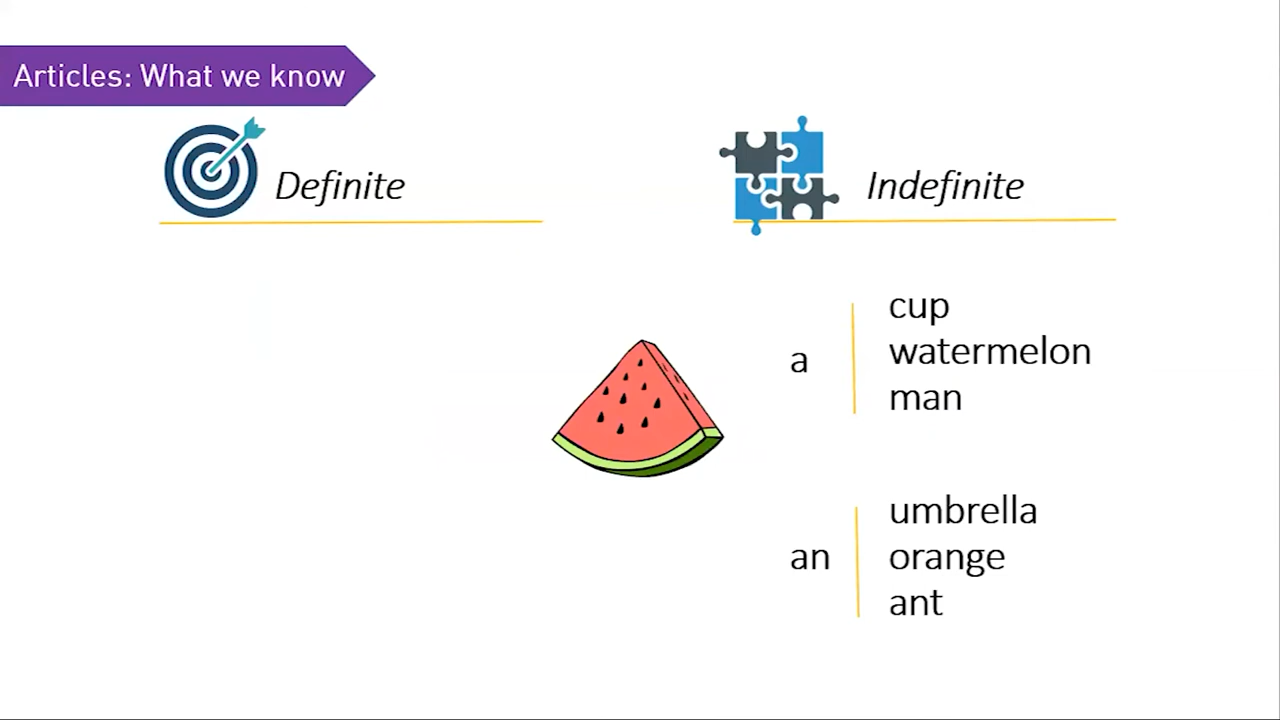 Articles: What we know
Definite
Indefinite
a
cup
watermelon
man
an
umbrella
orange
ant